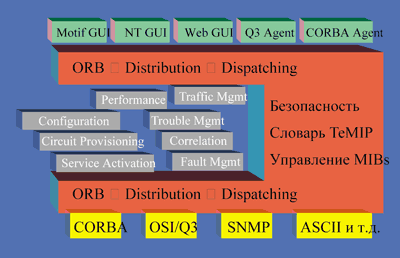 Motif GUI NT GUI Web GUI Q3 Agent CORBA Agent
ORB □ Distribution □ Dispatching
Performance Traffic Mgmt
Configuration Trouble Mgmt
Circuit Provisioning Correlation
Service Activation Fault Mgmt
Безопасность
Словарь TeMIP
Управление MIBs
ORB □ Distribution □ Dispatching
CORBA OSI/Q3 SNMP ASCII и т.д.